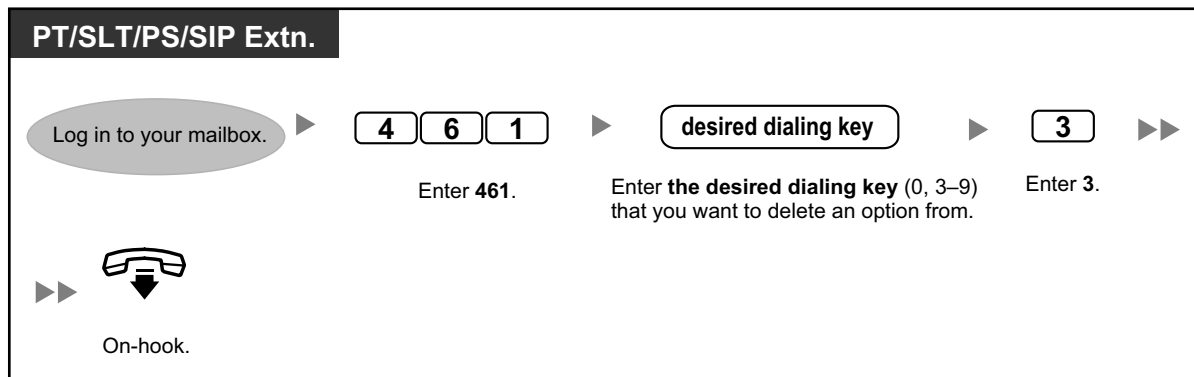 PT/SLT/PS/SIP Extn.
Log in to your mailbox.
4 6 1
desired dialing key
3
Enter 461.
Enter the desired dialing key (0, 3–9)
that you want to delete an option from.
Enter 3.
On-hook.